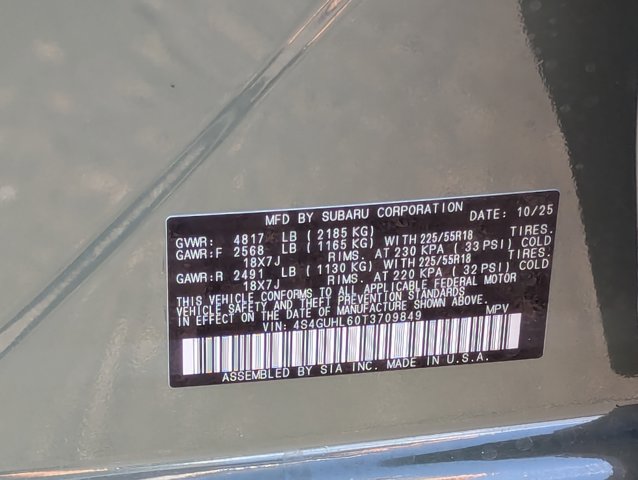 MFD BY SUBARU CORPORATION DATE: 10/25
GVWR: 4817 LB (2185 KG)
GAWR:F 2568 LB (1165 KG) WITH 225/55R18 TIRES.
18X7J RIMS. AT 230 KPA (33 PSI) COLD
GAWR:R 2491 LB (1130 KG) WITH 225/55R18 TIRES.
18X7J RIMS. AT 220 KPA (32 PSI) COLD
THIS VEHICLE CONFORMS TO ALL APPLICABLE FEDERAL MOTOR
VEHICLE SAFETY AND THEFT PREVENTION STANDARDS
IN EFFECT ON THE DATE OF MANUFACTURE SHOWN ABOVE.
VIN: 4S4GUHL60T3709849 MPV
ASSEMBLED BY SIA INC. MADE IN U.S.A.